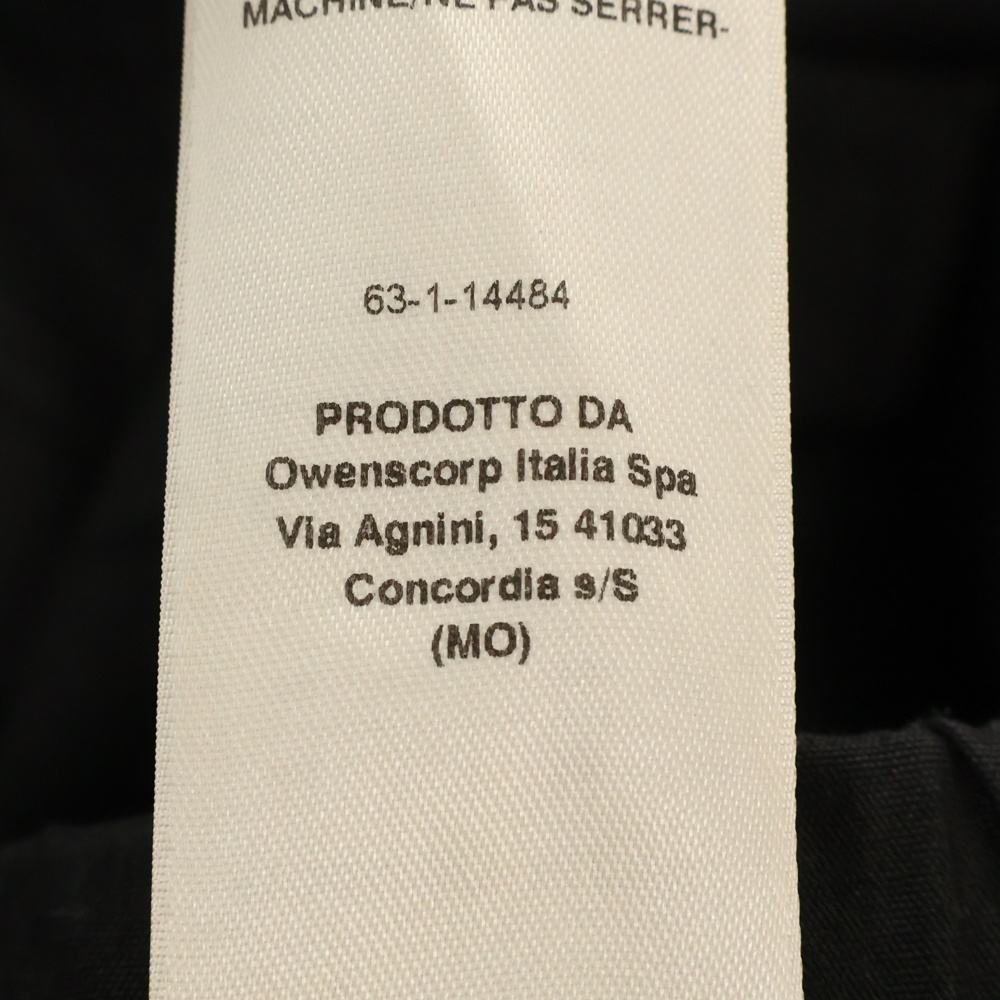 MACHINE/NE PAS SERRER-
63-1-14484
PRODOTTO DA
Owenscorp Italia Spa
Via Agnini, 15 41033
Concordia s/S
(MO)